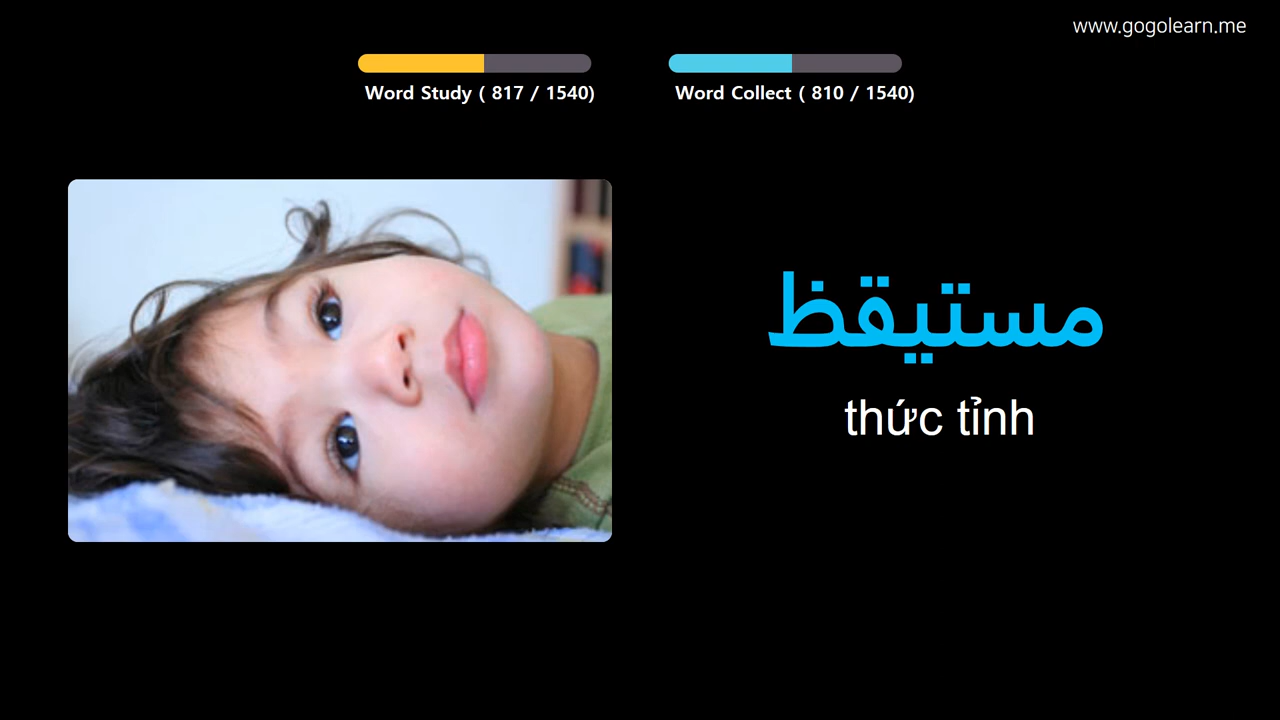 www.gogolearn.me
Word Study ( 817 / 1540)
Word Collect ( 810 / 1540)
مستيقظ
thức tỉnh